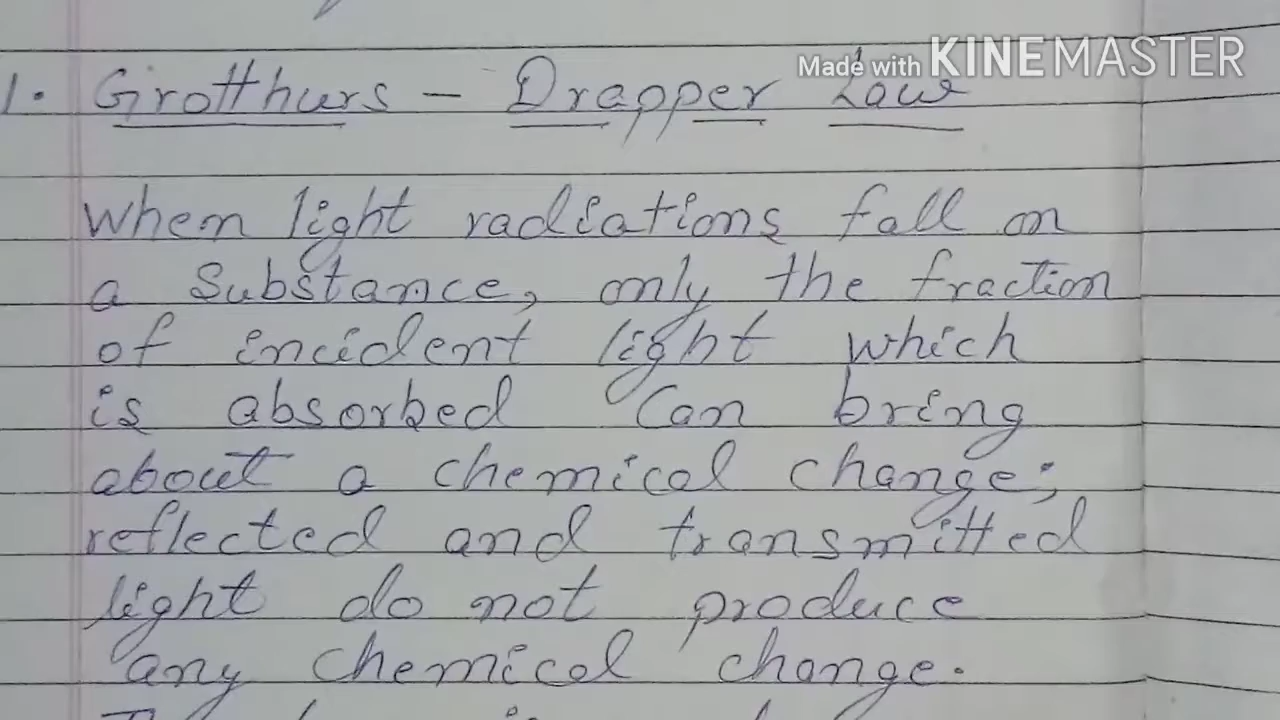 Made with KINEMASTER
1. Grotthurs - Drapper Law
When light radiations fall on
a substance, only the fraction
of incident light which
is absorbed can bring
about a chemical change;
reflected and transmitted
light do not produce
any chemical change.